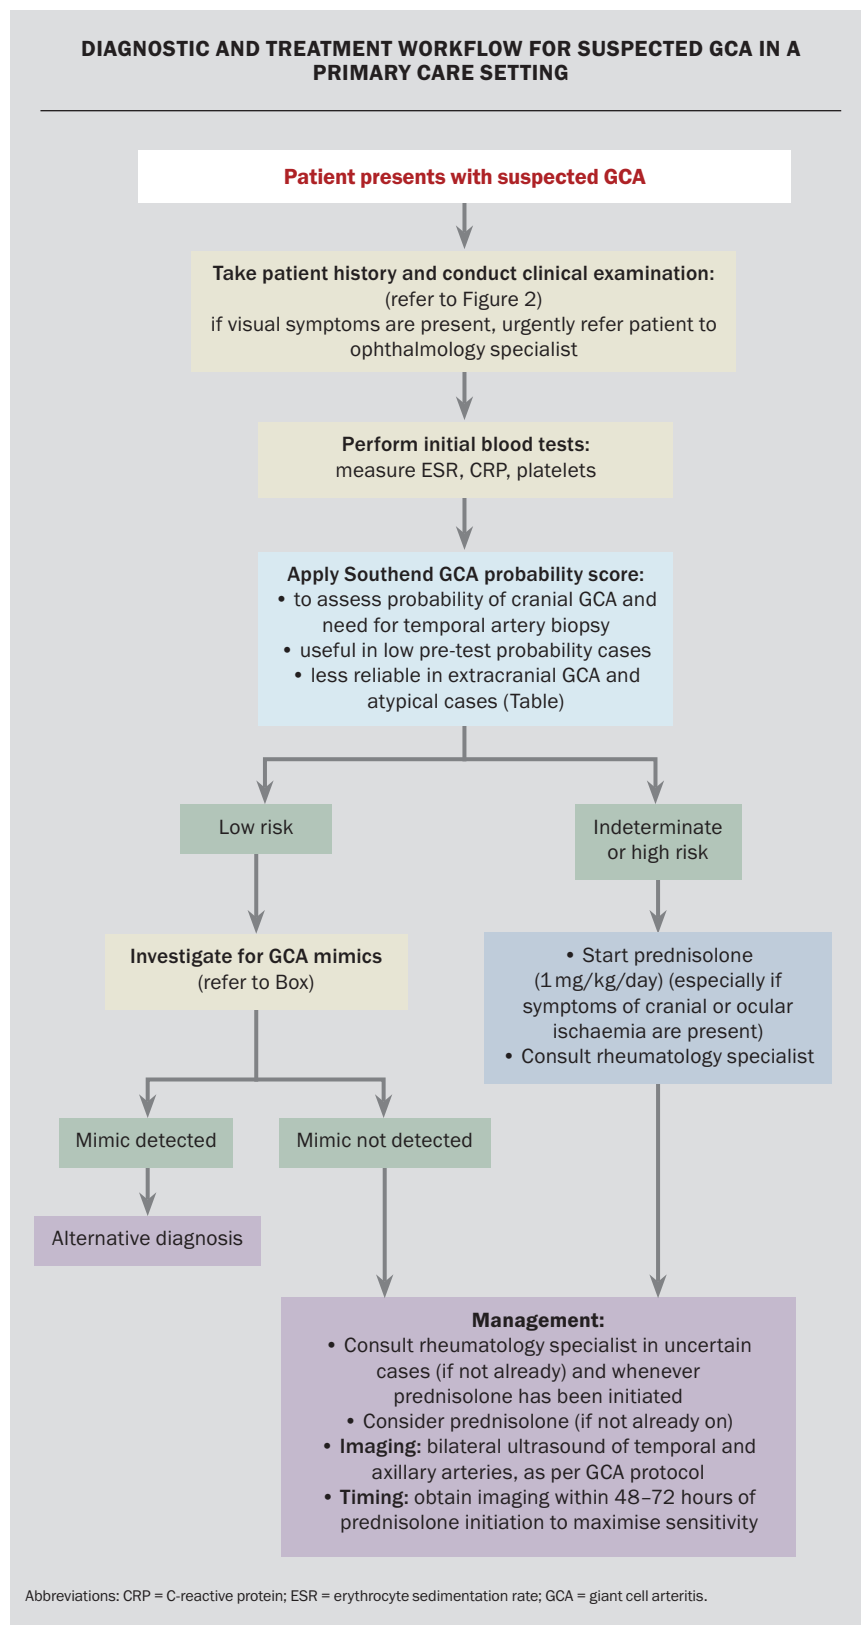 DIAGNOSTIC AND TREATMENT WORKFLOW FOR SUSPECTED GCA IN A
PRIMARY CARE SETTING
Patient presents with suspected GCA
Take patient history and conduct clinical examination:
(refer to Figure 2)
if visual symptoms are present, urgently refer patient to
ophthalmology specialist
Perform initial blood tests:
measure ESR, CRP, platelets
Apply Southend GCA probability score:
• to assess probability of cranial GCA and
need for temporal artery biopsy
• useful in low pre-test probability cases
• less reliable in extracranial GCA and
atypical cases (Table)
Low risk
Indeterminate
or high risk
Investigate for GCA mimics
(refer to Box)
• Start prednisolone
(1 mg/kg/day) (especially if
symptoms of cranial or ocular
ischaemia are present)
• Consult rheumatology specialist
Mimic detected
Mimic not detected
Alternative diagnosis
Management:
• Consult rheumatology specialist in uncertain
cases (if not already) and whenever
prednisolone has been initiated
• Consider prednisolone (if not already on)
• Imaging: bilateral ultrasound of temporal and
axillary arteries, as per GCA protocol
• Timing: obtain imaging within 48–72 hours of
prednisolone initiation to maximise sensitivity
Abbreviations: CRP = C-reactive protein; ESR = erythrocyte sedimentation rate; GCA = giant cell arteritis.